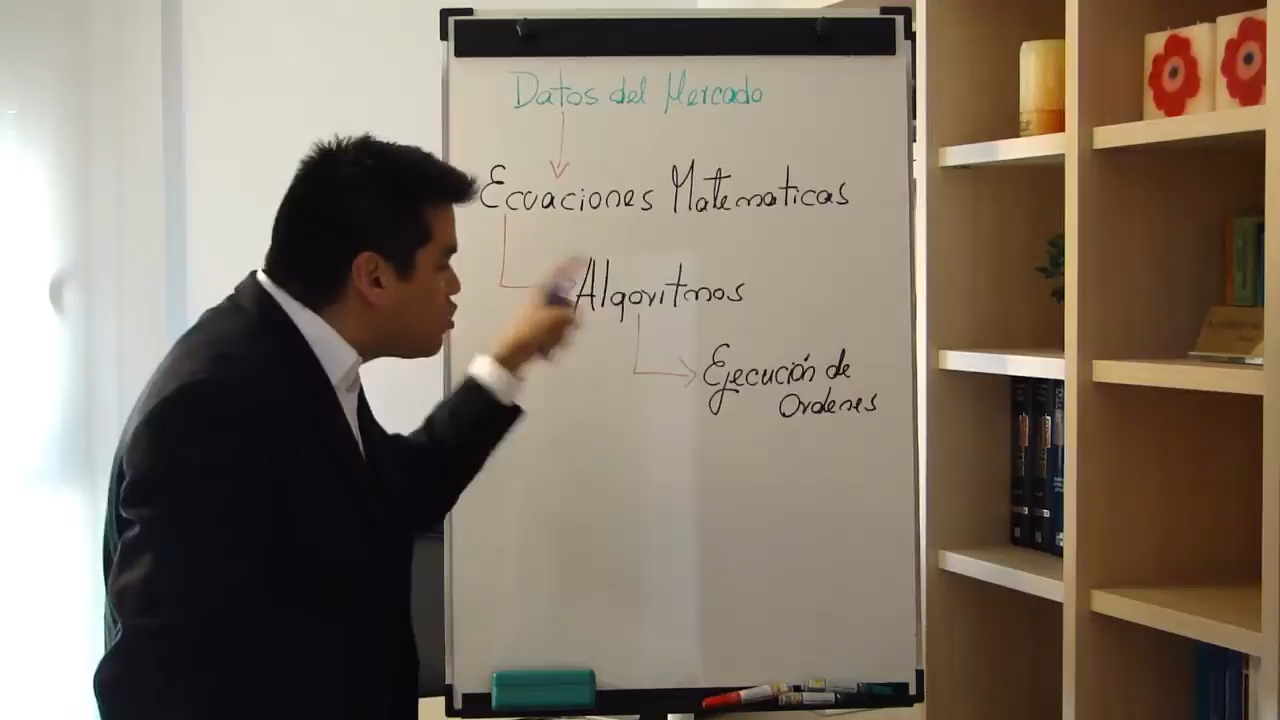 Datos del Mercado
Ecuaciones Matematicas
Algoritmos
Ejecución de
Ordenes